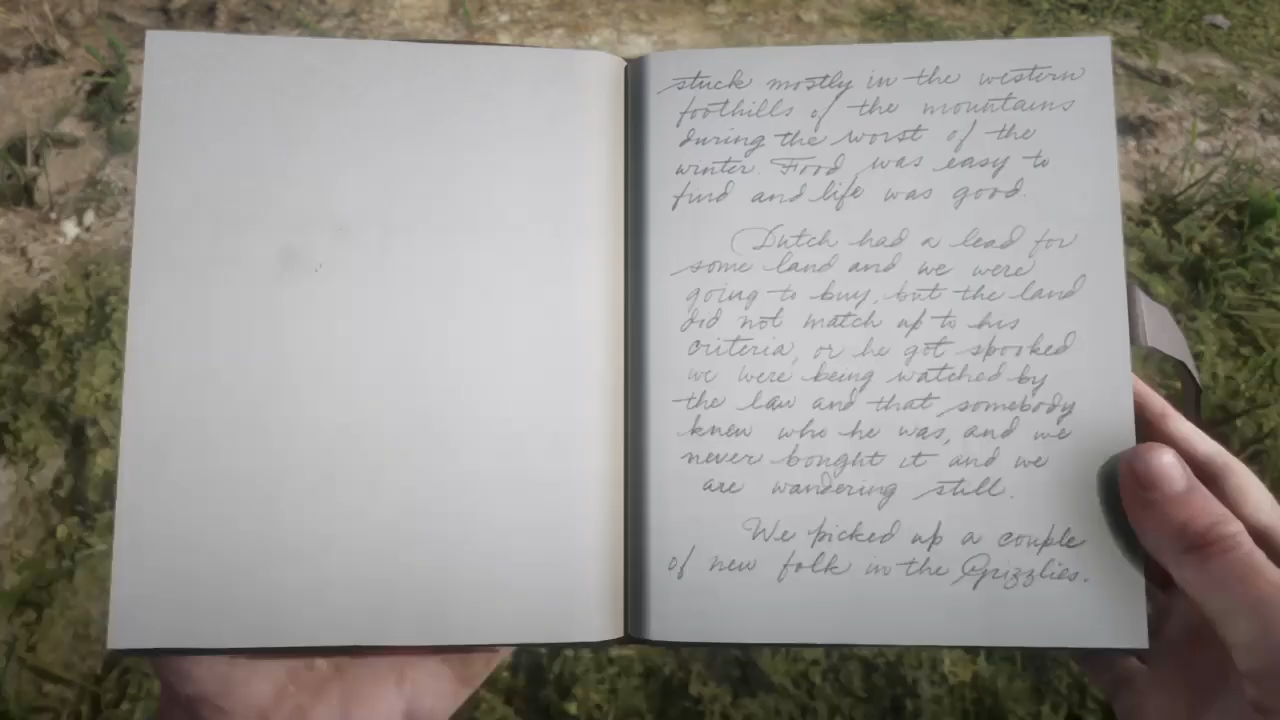 stuck mostly in the western
foothills of the mountains
during the worst of the
winter. Food was easy to
find and life was good.
Dutch had a lead for
some land and we were
going to buy, but the land
did not match up to his
criteria, or he got spooked
we were being watched by
the law and that somebody
knew who he was, and we
never bought it and we
are wandering still.
We picked up a couple
of new folk in the Grizzlies.